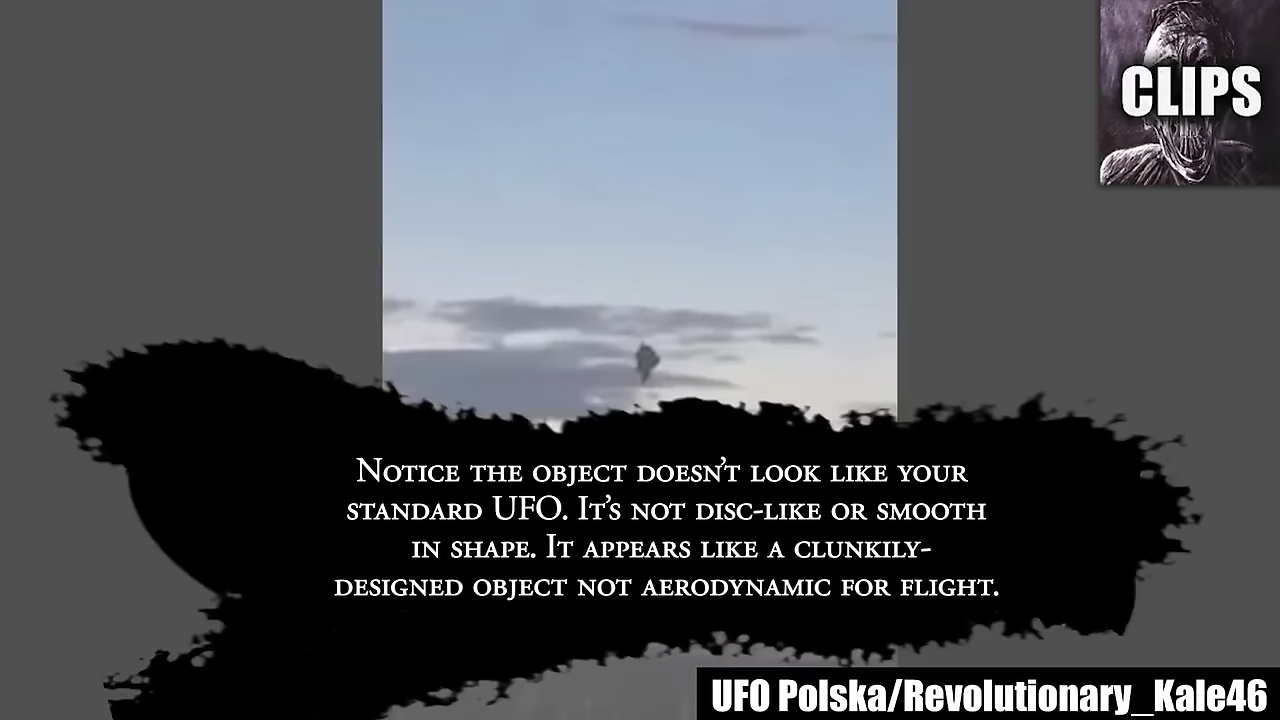 CLIPS
Notice the object doesn't look like your
standard UFO. It's not disc-like or smooth
in shape. It appears like a clunkily-
designed object not aerodynamic for flight.
UFO Polska/Revolutionary_Kale46